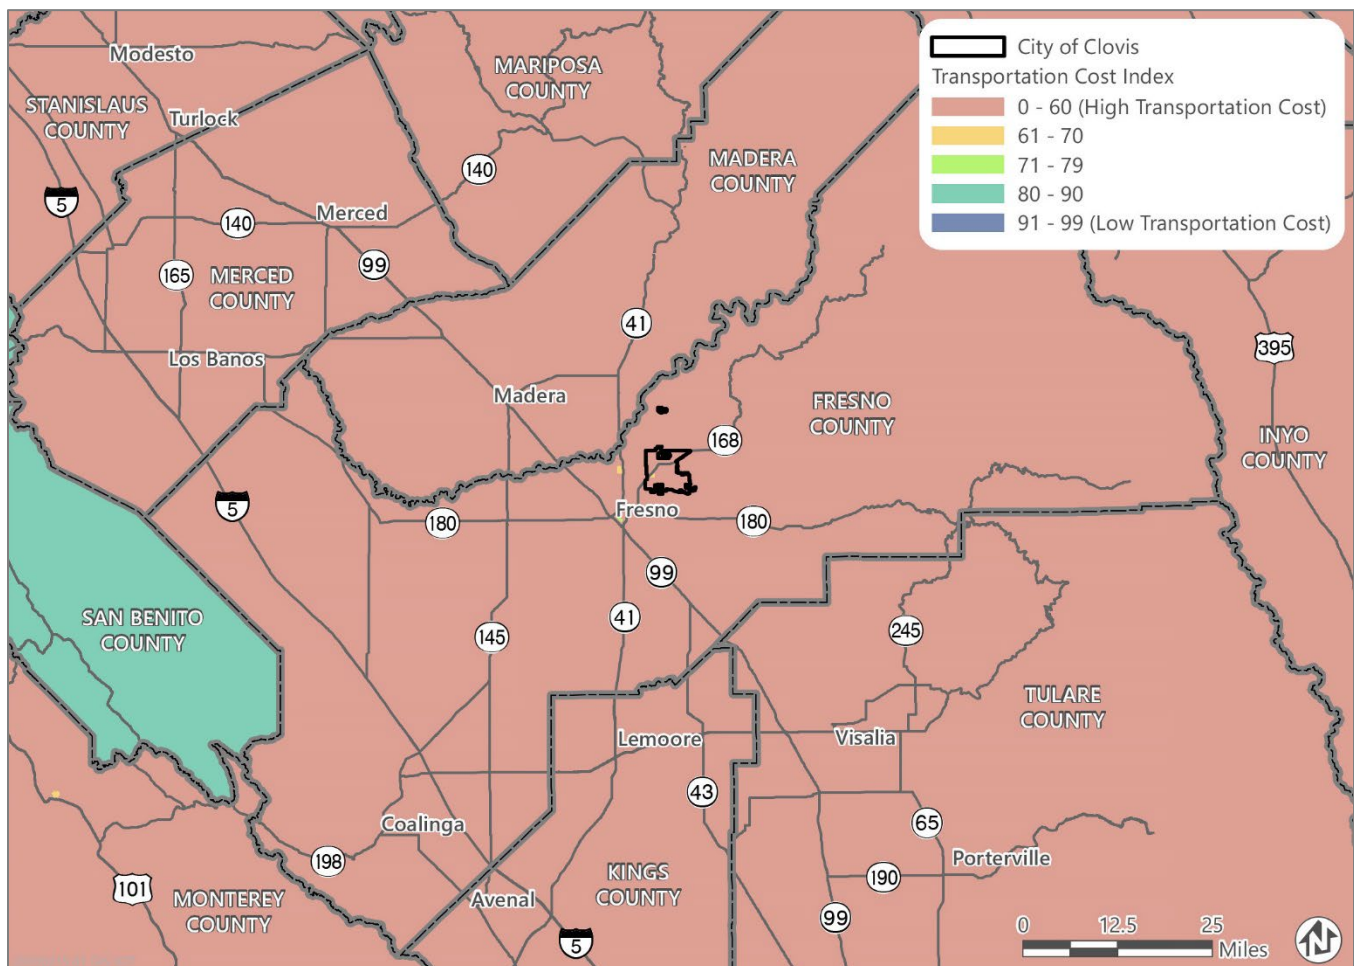 City of Clovis
Transportation Cost Index
0 - 60 (High Transportation Cost)
61 - 70
71 - 79
80 - 90
91 - 99 (Low Transportation Cost)
Modesto
MARIPOSA
COUNTY
STANISLAUS
COUNTY
Turlock
MADERA
COUNTY
140
5
140
Merced
99
165
MERCED
COUNTY
41
395
Los Banos
Madera
FRESNO
COUNTY
168
INYO
COUNTY
5
180
Fresno
180
99
SAN BENITO
COUNTY
145
41
245
TULARE
COUNTY
Lemoore
Visalia
43
Coalinga
65
198
Porterville
101
MONTEREY
COUNTY
Avenal
KINGS
COUNTY
190
99
5
0
12.5
25
Miles
N